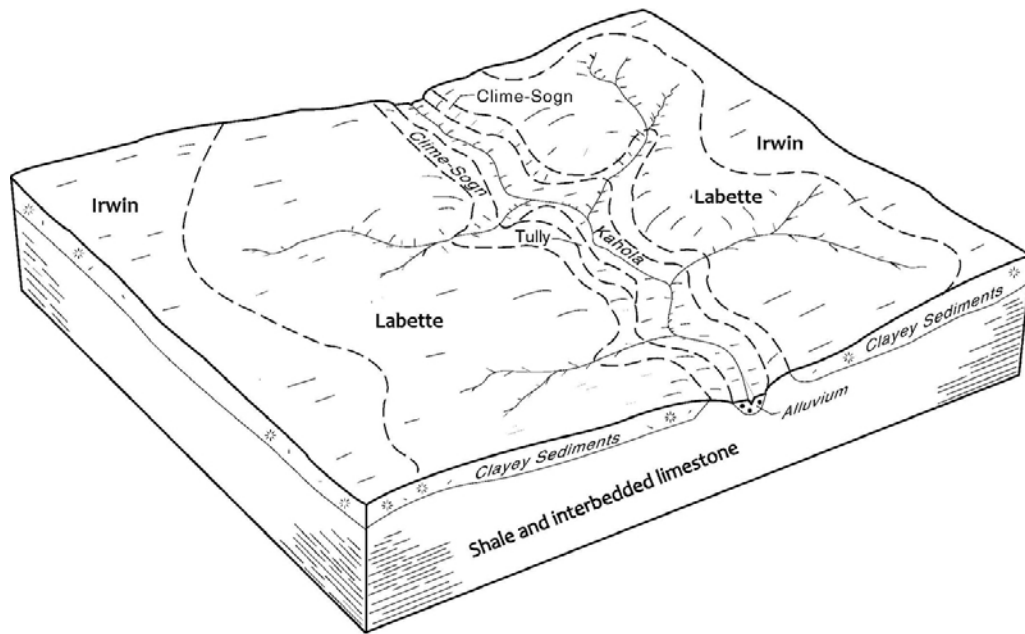 Clime-Sogn
Irwin
Clime-Sogn
Labette
Irwin
Tully
Kahola
Labette
Clayey Sediments
Alluvium
Clayey Sediments
Shale and interbedded limestone